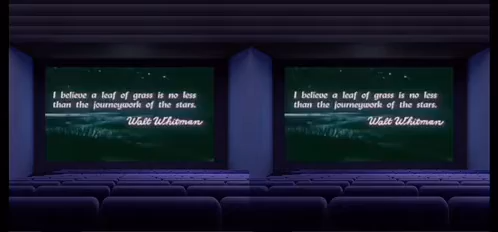 I believe a leaf of grass is no less
than the journeywork of the stars.
Walt Whitman
I believe a leaf of grass is no less
than the journeywork of the stars.
Walt Whitman